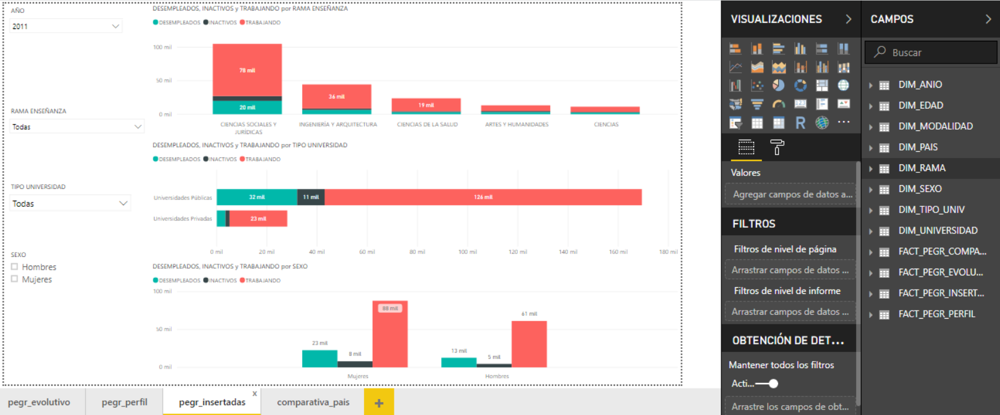 AÑO
2011
RAMA ENSEÑANZA
Todas
TIPO UNIVERSIDAD
Todas
SEXO
Hombres
Mujeres
DESEMPLEADOS, INACTIVOS y TRABAJANDO por RAMA ENSEÑANZA
DESEMPLEADOS INACTIVOS TRABAJANDO
100 mil
50 mil
0 mil
78 mil
20 mil
36 mil
19 mil
CIENCIAS SOCIALES Y
JURÍDICAS
INGENIERÍA Y ARQUITECTURA
CIENCIAS DE LA SALUD
ARTES Y HUMANIDADES
CIENCIAS
DESEMPLEADOS, INACTIVOS y TRABAJANDO por TIPO UNIVERSIDAD
DESEMPLEADOS INACTIVOS TRABAJANDO
Universidades Públicas
32 mil
11 mil
126 mil
Universidades Privadas
23 mil
0 mil 20 mil 40 mil 60 mil 80 mil 100 mil 120 mil 140 mil 160 mil 180 mil
DESEMPLEADOS, INACTIVOS y TRABAJANDO por SEXO
DESEMPLEADOS INACTIVOS TRABAJANDO
100 mil
50 mil
0 mil
23 mil
8 mil
88 mil
13 mil
5 mil
61 mil
Mujeres
Hombres
pegr_evolutivo
pegr_perfil
pegr_insertadas
x
comparativa_pais
+
VISUALIZACIONES
R
123
...
Valores
Agregar campos de datos a...
FILTROS
Filtros de nivel de página
Arrastrar campos de datos ...
Filtros de nivel de informe
Arrastrar campos de datos ...
OBTENCIÓN DE DET...
Mantener todos los filtros
Acti...
Arrastre los campos de obt...
CAMPOS
Buscar
DIM_ANIO
DIM_EDAD
DIM_MODALIDAD
DIM_PAIS
DIM_RAMA
DIM_SEXO
DIM_TIPO_UNIV
DIM_UNIVERSIDAD
FACT_PEGR_COMPA...
FACT_PEGR_EVOLU...
FACT_PEGR_INSERT...
FACT_PEGR_PERFIL